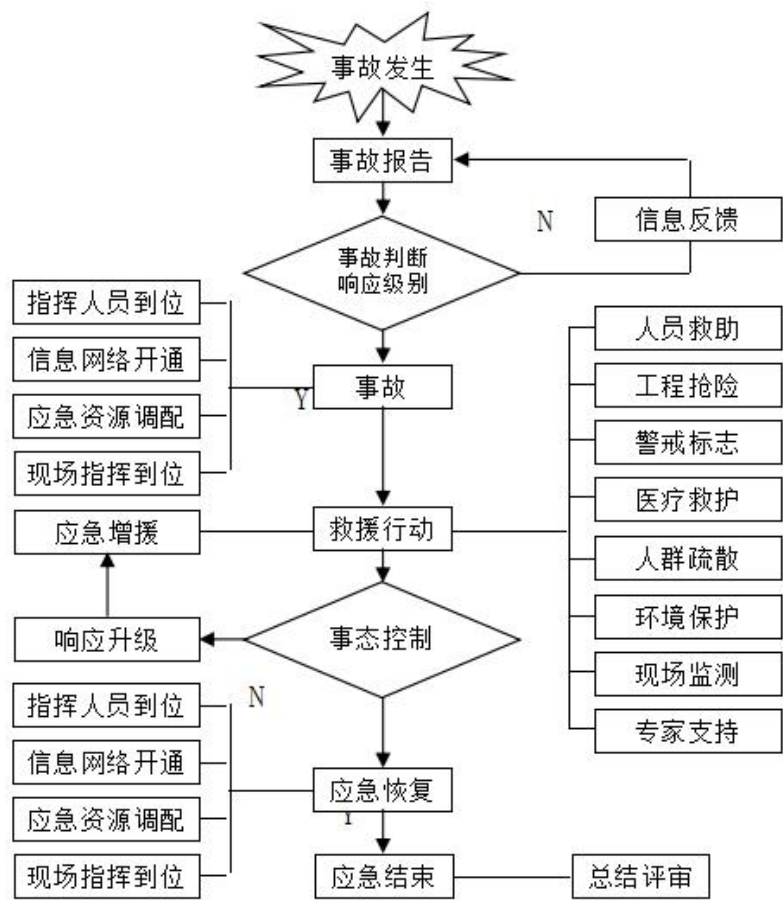 事故发生
事故报告
N
信息反馈
事故判断
响应级别
指挥人员到位
信息网络开通
应急资源调配
现场指挥到位
Y
事故
人员救助
工程抢险
警戒标志
医疗救护
人群疏散
环境保护
现场监测
专家支持
应急增援
救援行动
响应升级
事态控制
N
指挥人员到位
信息网络开通
应急资源调配
现场指挥到位
应急恢复
Y
应急结束
总结评审